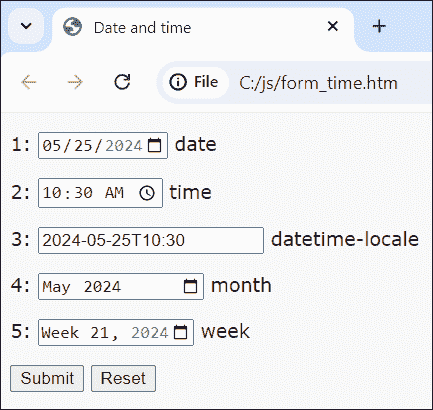 Date and time
File C:/js/form_time.htm
1: 05/25/2024 date
2: 10:30 AM time
3: 2024-05-25T10:30 datetime-locale
4: May 2024 month
5: Week 21, 2024 week
Submit Reset